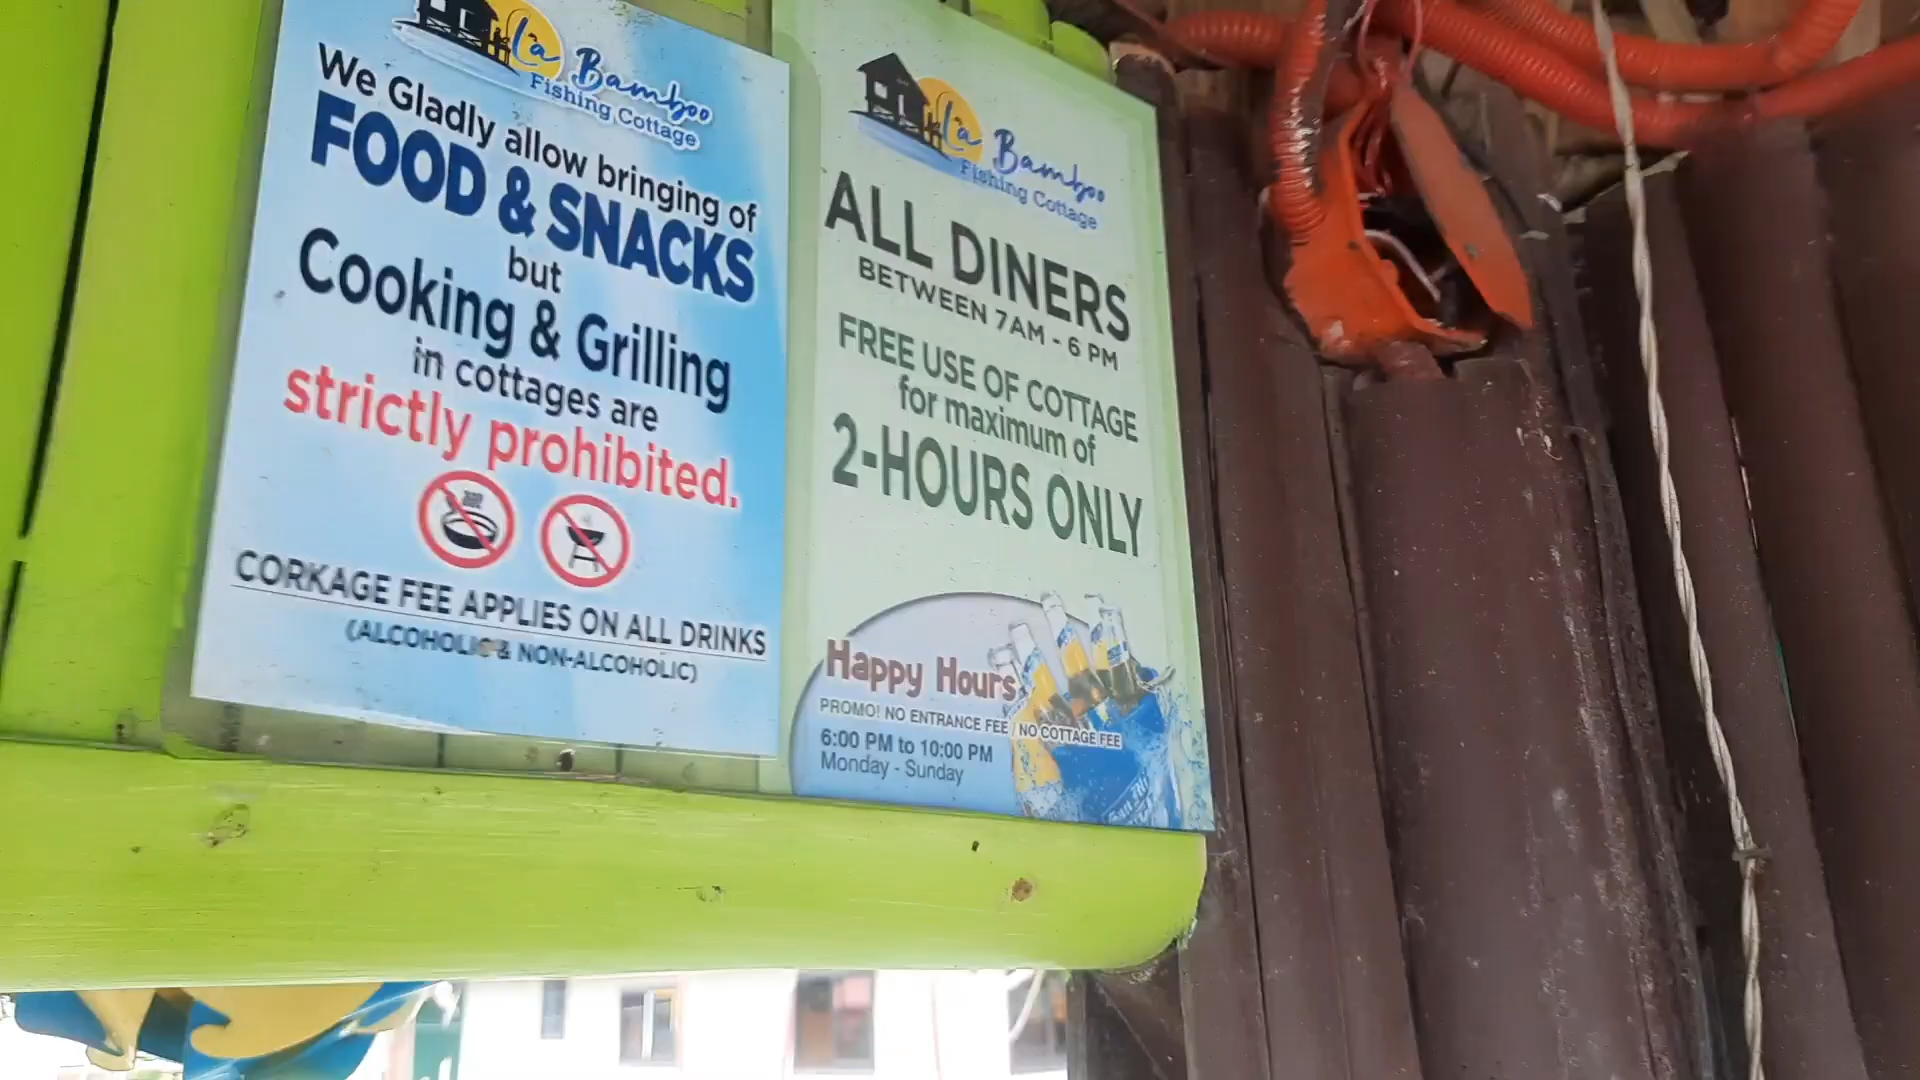 La Bamboo
Fishing Cottage
We Gladly allow bringing of
FOOD & SNACKS
but
Cooking & Grilling
in cottages are
strictly prohibited.
CORKAGE FEE APPLIES ON ALL DRINKS
(ALCOHOLIC & NON-ALCOHOLIC)
La Bamboo
Fishing Cottage
ALL DINERS
BETWEEN 7AM - 6 PM
FREE USE OF COTTAGE
for maximum of
2-HOURS ONLY
Happy Hours
PROMO! NO ENTRANCE FEE / NO COTTAGE FEE
6:00 PM to 10:00 PM
Monday - Sunday